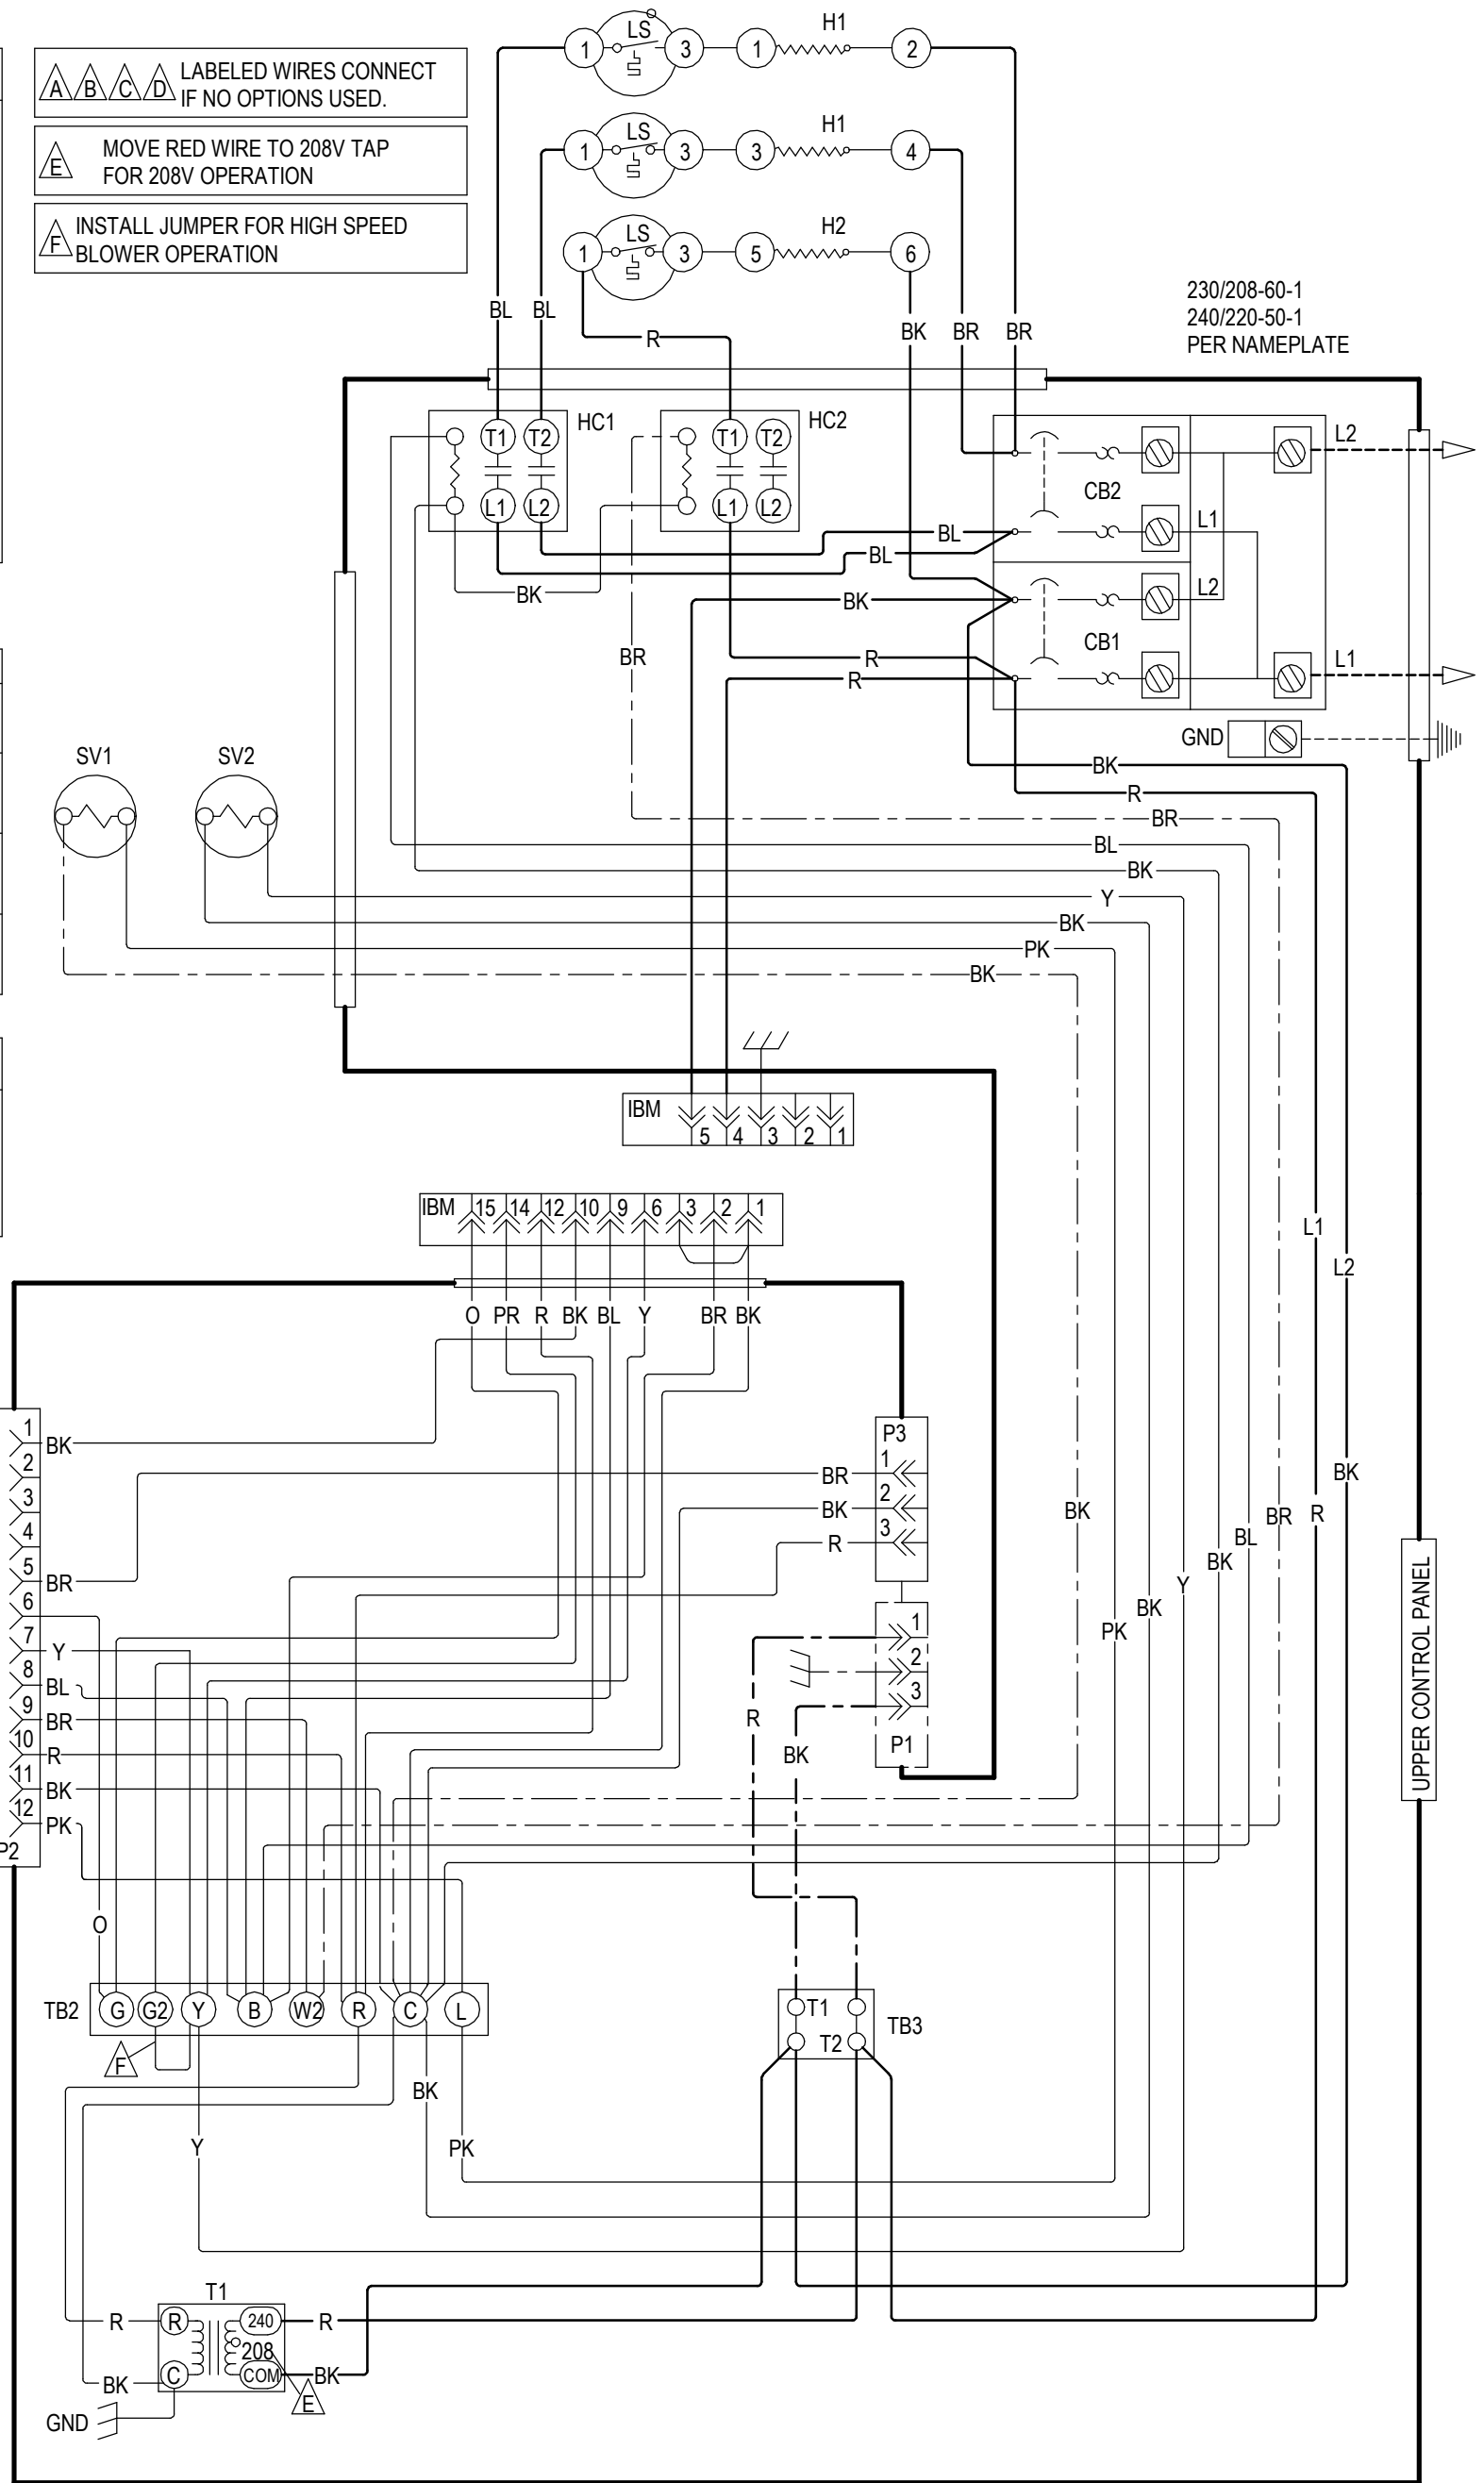 LS H1
1 3 1 2
A B C D LABELED WIRES CONNECT
IF NO OPTIONS USED.
LS H1
1 3 3 4
E MOVE RED WIRE TO 208V TAP
FOR 208V OPERATION
LS H2
1 3 5 6
F INSTALL JUMPER FOR HIGH SPEED
BLOWER OPERATION
230/208-60-1
240/220-50-1
PER NAMEPLATE
BL BL R BK BR BR
HC1 HC2
T1 T2 T1 T2
L1 L2 L1 L2
L2
CB2
L1
BL
BL
BK
BK
L2
CB1
BR
R
R
L1
GND
SV1 SV2
BK
R
BR
BL
BK
Y
BK
PK
BK
IBM
5 4 3 2 1
IBM 15 14 12 10 9 6 3 2 1
L1
L2
O PR R BK BL Y BR BK
1 BK
2
3
4
5 BR
6
7 Y
8 BL
9 BR
10 R
11 BK
12 PK
P2
P3
1 BR
2 BK
3 R
1
2
3
P1
R
BK
BK
PK
BK
Y
BK
BL
BR
R
BK
UPPER CONTROL PANEL
O
TB2 G G2 Y B W2 R C L
F
T1
T2
TB3
BK
Y
PK
T1
R R 240 R
208
BK C COM BK
E
GND